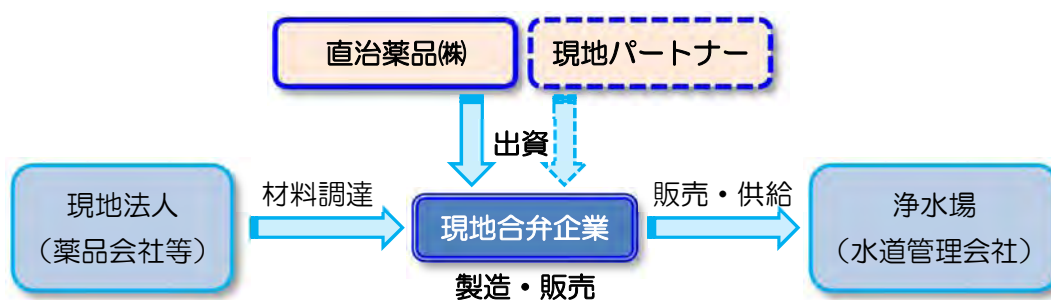 直治薬品㈱
現地パートナー
出資
現地法人
（薬品会社等）
材料調達
現地合弁企業
製造・販売
販売・供給
浄水場
（水道管理会社）